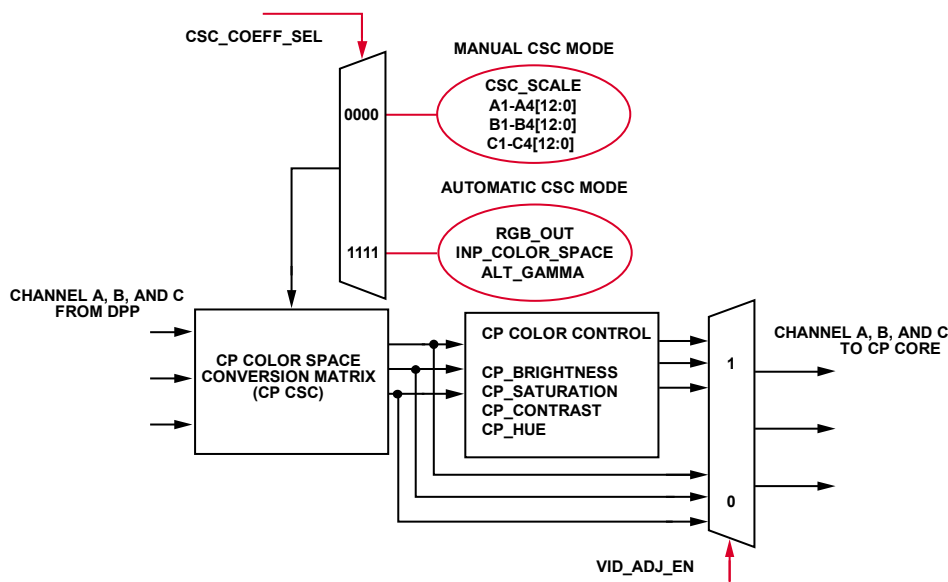 CSC_COEFF_SEL
MANUAL CSC MODE
CSC_SCALE
A1-A4[12:0]
B1-B4[12:0]
C1-C4[12:0]
0000
AUTOMATIC CSC MODE
RGB_OUT
INP_COLOR_SPACE
ALT_GAMMA
1111
CHANNEL A, B, AND C
FROM DPP
CP COLOR SPACE
CONVERSION MATRIX
(CP CSC)
CP COLOR CONTROL
CP_BRIGHTNESS
CP_SATURATION
CP_CONTRAST
CP_HUE
1
0
CHANNEL A, B, AND C
TO CP CORE
VID_ADJ_EN